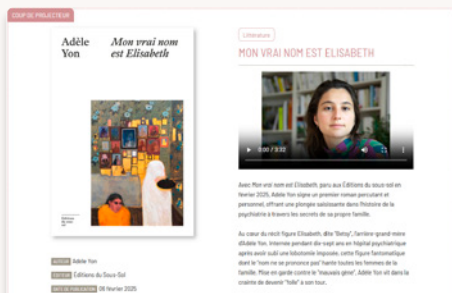 COUP DE PROJECTEUR
Adèle
Yon
Mon vrai nom
est Elisabeth
Éditions
du sous-
sol
AUTEUR Adèle Yon
ÉDITEUR Éditions du Sous-Sol
DATE DE PUBLICATION 06 février 2025
Littérature
MON VRAI NOM EST ELISABETH
0:00 / 3:32
Avec Mon vrai nom est Elisabeth, paru aux Éditions du sous-sol en
février 2025, Adèle Yon signe un premier roman percutant et
personnel, offrant une plongée saisissante dans l'histoire de la
psychiatrie à travers les secrets de sa propre famille.
Au cœur du récit figure Elisabeth, dite "Betsy", l'arrière-grand-mère
d'Adèle Yon. Internée pendant dix-sept ans en hôpital psychiatrique
après avoir subi une lobotomie imposée, cette figure fantomatique
dont le "nom ne se prononce pas" hante toutes les femmes de la
famille. Mise en garde contre le "mauvais gène", Adèle Yon vit dans la
crainte de devenir "folle" à son tour.